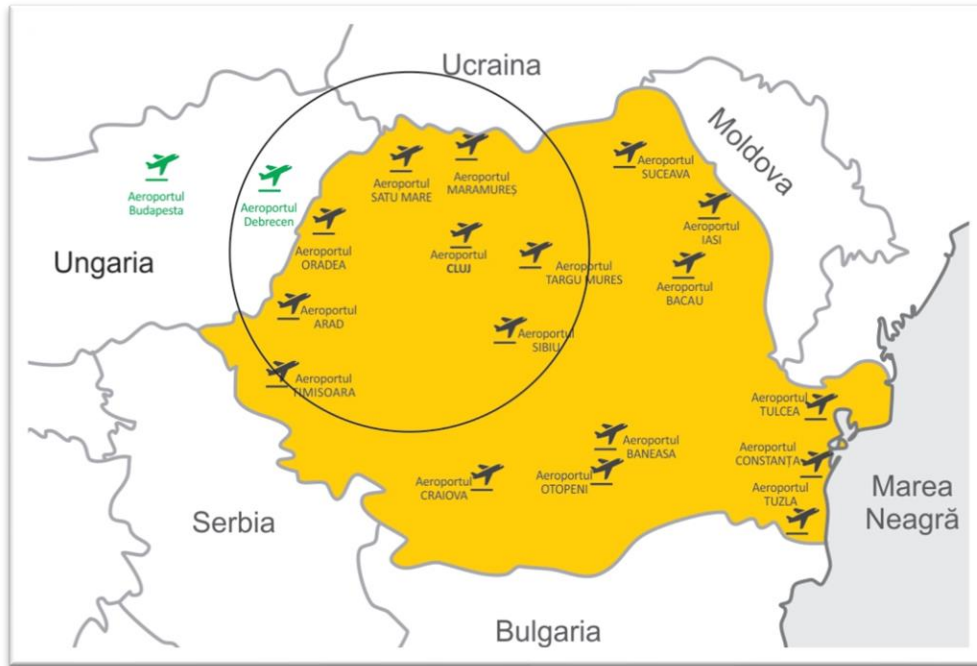 Ucraina
Moldova
Aeroportul
Budapesta
Aeroportul
Debrecen
Aeroportul
SATU MARE
Aeroportul
MARAMUREȘ
Aeroportul
SUCEAVA
Aeroportul
IASI
Ungaria
Aeroportul
ORADEA
Aeroportul
CLUJ
Aeroportul
TARGU MURES
Aeroportul
BACAU
Aeroportul
ARAD
Aeroportul
SIBIU
Aeroportul
TIMISOARA
Aeroportul
TULCEA
Aeroportul
BANEASA
Aeroportul
CONSTANȚA
Aeroportul
CRAIOVA
Aeroportul
OTOPENI
Aeroportul
TUZLA
Marea
Neagră
Serbia
Bulgaria